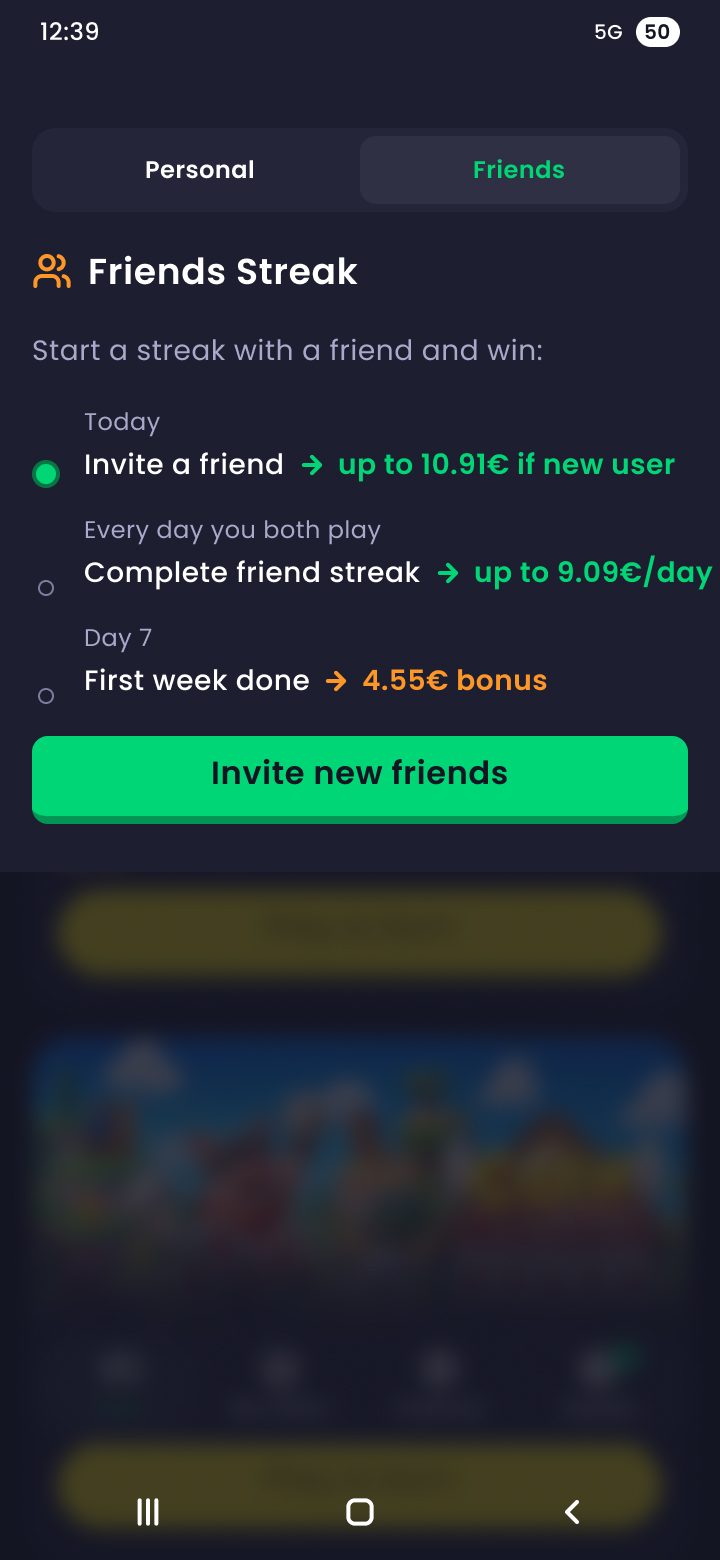 12:39
5G 50
Personal
Friends
Friends Streak
Start a streak with a friend and win:
Today
Invite a friend → up to 10.91€ if new user
Every day you both play
Complete friend streak → up to 9.09€/day
Day 7
First week done → 4.55€ bonus
Invite new friends